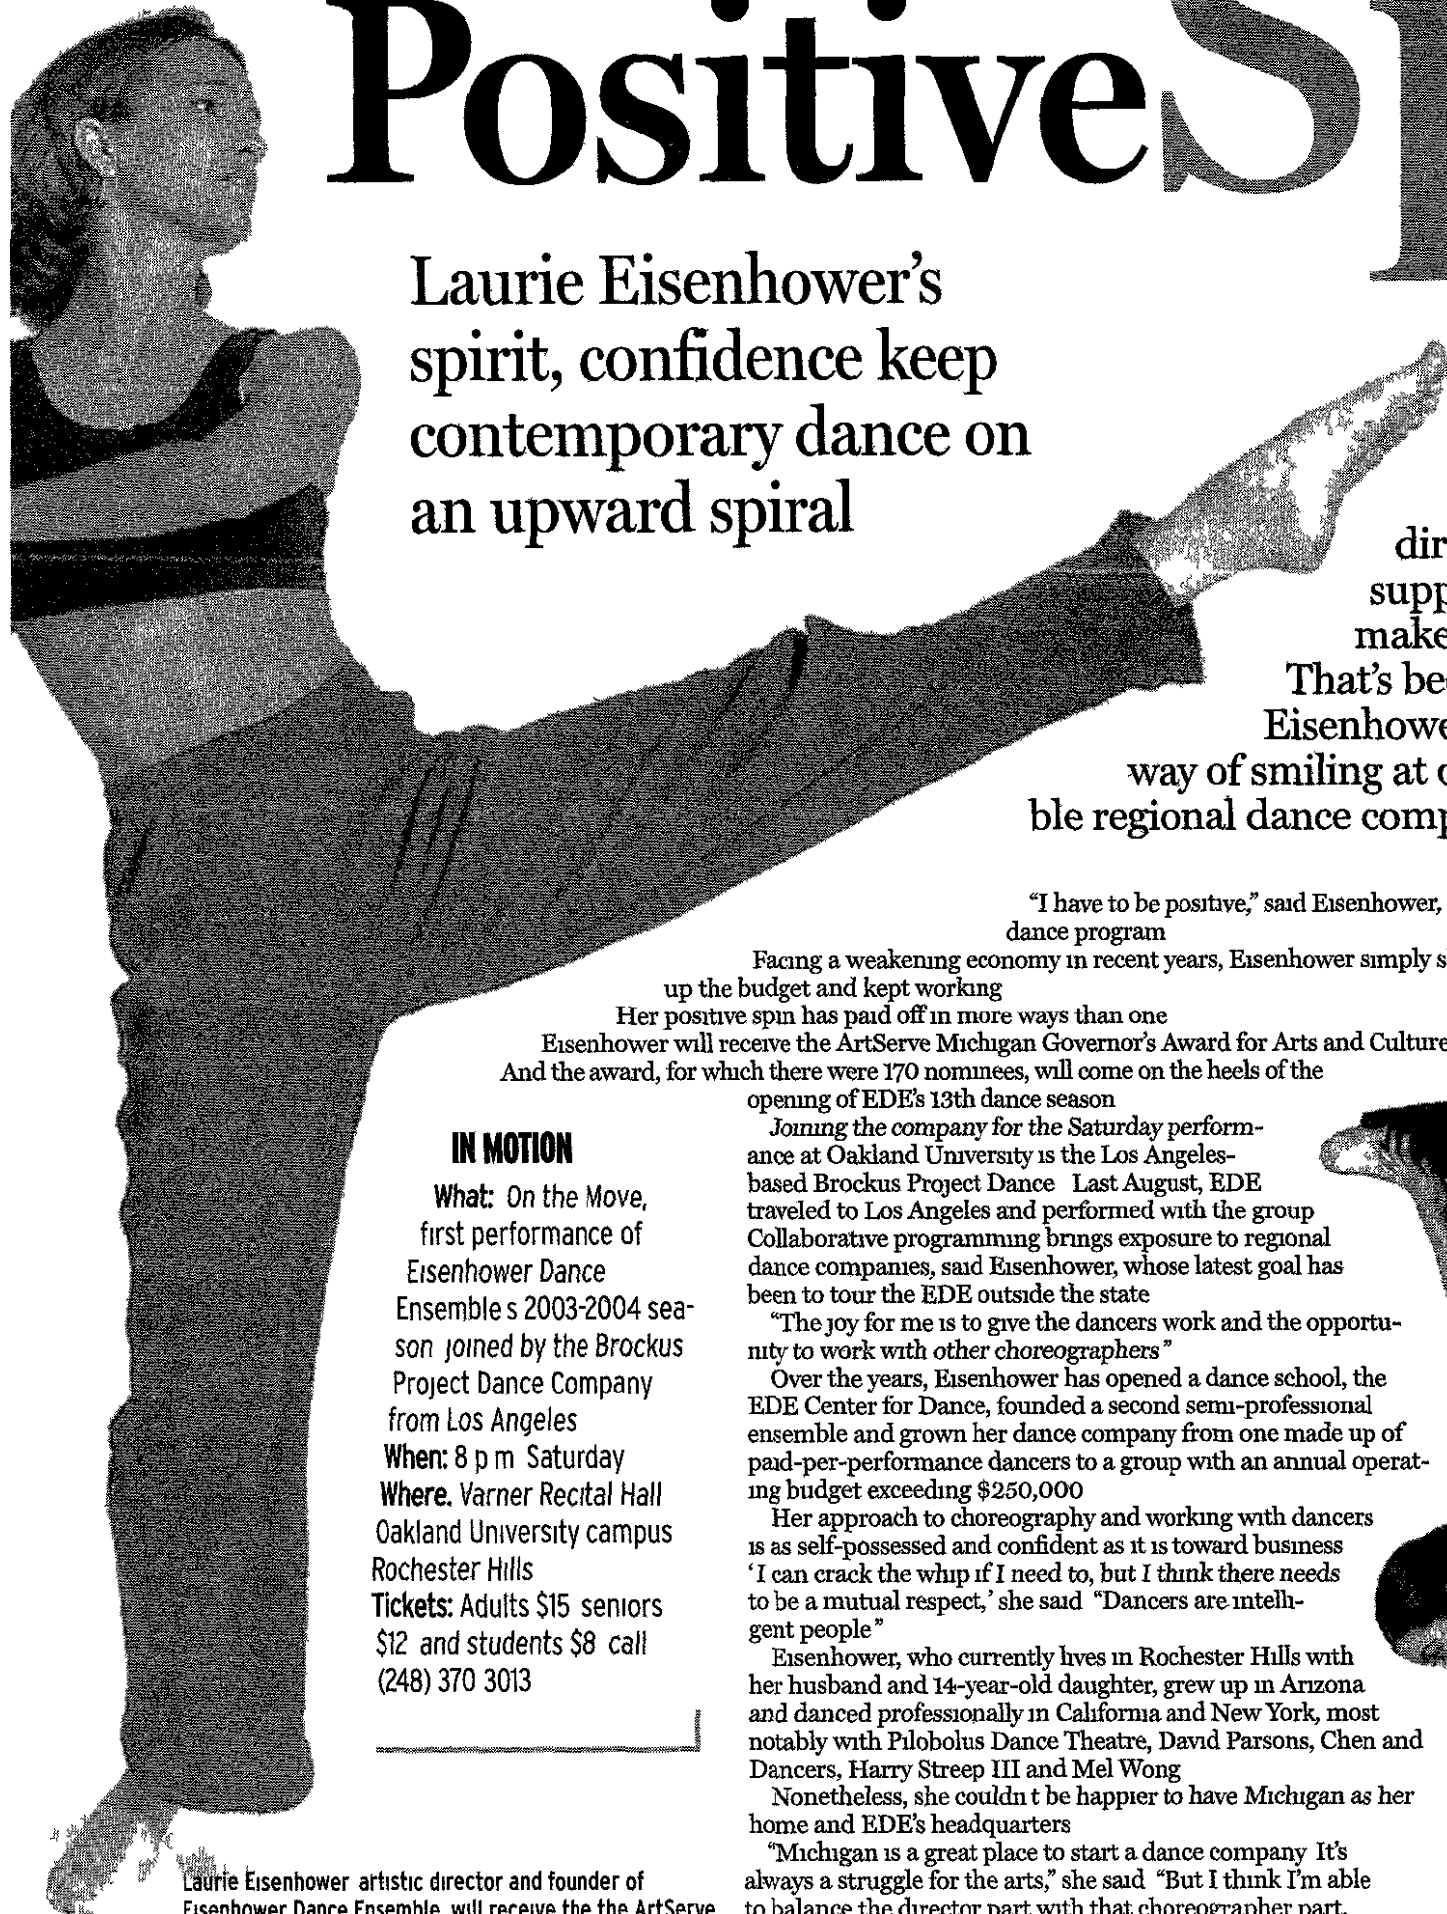 Positive
Laurie Eisenhower's
spirit, confidence keep
contemporary dance on
an upward spiral
dir
supp
make
That's be
Eisenhowe
way of smiling at
ble regional dance comp
"I have to be positive," said Eisenhower,
dance program
Facing a weakening economy in recent years, Eisenhower simply s
up the budget and kept working
Her positive spin has paid off in more ways than one
Eisenhower will receive the ArtServe Michigan Governor's Award for Arts and Culture
And the award, for which there were 170 nominees, will come on the heels of the
opening of EDE's 13th dance season
Joining the company for the Saturday perform-
ance at Oakland University is the Los Angeles-
based Brockus Project Dance Last August, EDE
traveled to Los Angeles and performed with the group
Collaborative programming brings exposure to regional
dance companies, said Eisenhower, whose latest goal has
been to tour the EDE outside the state
"The joy for me is to give the dancers work and the opportu-
nity to work with other choreographers"
Over the years, Eisenhower has opened a dance school, the
EDE Center for Dance, founded a second semi-professional
ensemble and grown her dance company from one made up of
paid-per-performance dancers to a group with an annual operat-
ing budget exceeding $250,000
Her approach to choreography and working with dancers
is as self-possessed and confident as it is toward business
'I can crack the whip if I need to, but I think there needs
to be a mutual respect,' she said "Dancers are intelli-
gent people"
Eisenhower, who currently lives in Rochester Hills with
her husband and 14-year-old daughter, grew up in Arizona
and danced professionally in California and New York, most
notably with Pilobolus Dance Theatre, David Parsons, Chen and
Dancers, Harry Streep III and Mel Wong
Nonetheless, she couldn t be happier to have Michigan as her
home and EDE's headquarters
"Michigan is a great place to start a dance company It's
always a struggle for the arts," she said "But I think I'm able
to balance the director part with that choreographer part.
IN MOTION
What: On the Move,
first performance of
Eisenhower Dance
Ensemble s 2003-2004 sea-
son joined by the Brockus
Project Dance Company
from Los Angeles
When: 8 p m Saturday
Where. Varner Recital Hall
Oakland University campus
Rochester Hills
Tickets: Adults $15 seniors
$12 and students $8 call
(248) 370 3013
Laurie Eisenhower artistic director and founder of
Eisenhower Dance Ensemble will receive the the ArtServe